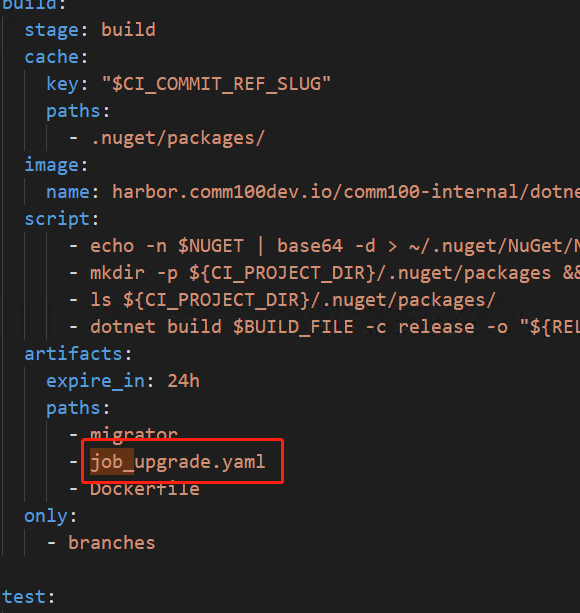 build:
stage: build
cache:
key: "$CI_COMMIT_REF_SLUG"
paths:
- .nuget/packages/
image:
name: harbor.comm100dev.io/comm100-internal/dotne
script:
- echo -n $NUGET | base64 -d > ~/.nuget/NuGet/N
- mkdir -p ${CI_PROJECT_DIR}/.nuget/packages &&
- ls ${CI_PROJECT_DIR}/.nuget/packages/
- dotnet build $BUILD_FILE -c release -o "${REL
artifacts:
expire_in: 24h
paths:
- migrator
- job_upgrade.yaml
- Dockerfile
only:
- branches
test: